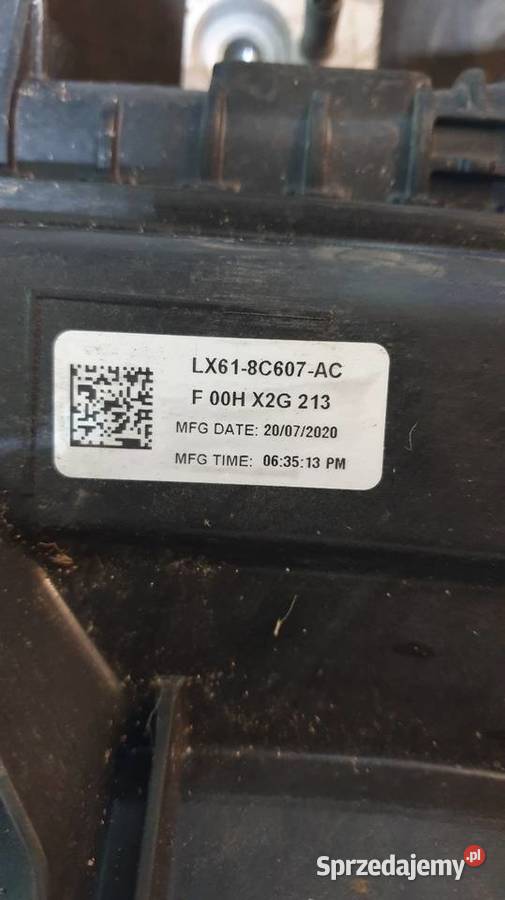 LX61-8C607-AC
F 00H X2G 213
MFG DATE: 20/07/2020
MFG TIME: 06:35:13 PM
Sprzedajemy.pl